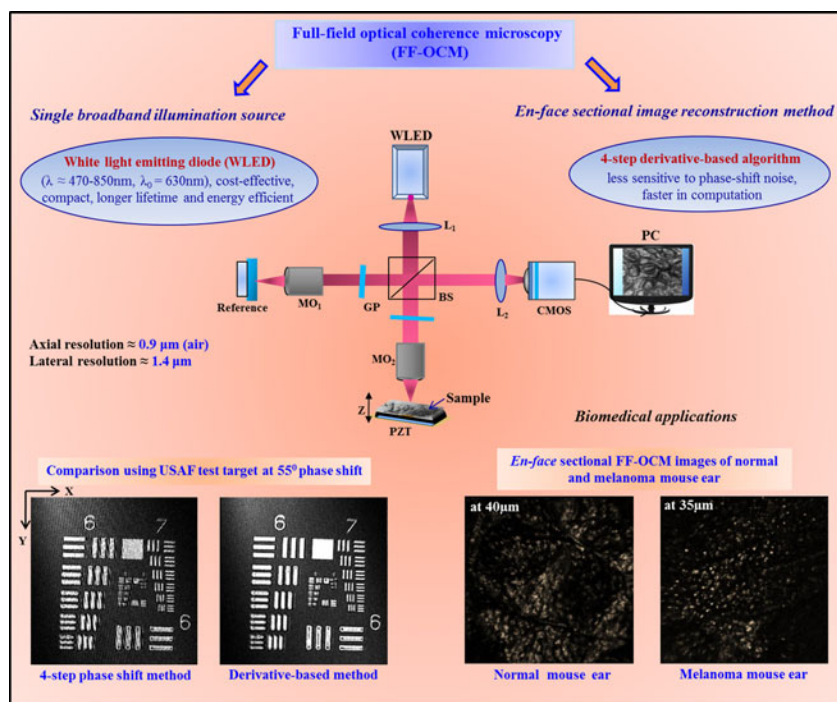 Full-field optical coherence microscopy
(FF-OCM)
Single broadband illumination source
En-face sectional image reconstruction method
White light emitting diode (WLED)
(λ ≈ 470-850nm, λ₀ = 630nm), cost-effective,
compact, longer lifetime and energy efficient
WLED
4-step derivative-based algorithm
less sensitive to phase-shift noise,
faster in computation
L₁
PC
Reference
MO₁
GP
BS
L₂
CMOS
Axial resolution ≈ 0.9 μm (air)
Lateral resolution ≈ 1.4 μm
MO₂
Z
Sample
PZT
Biomedical applications
Comparison using USAF test target at 55⁰ phase shift
En-face sectional FF-OCM images of normal
and melanoma mouse ear
X
Y
6
7
6
6
7
6
at 40μm
at 35μm
4-step phase shift method
Derivative-based method
Normal mouse ear
Melanoma mouse ear